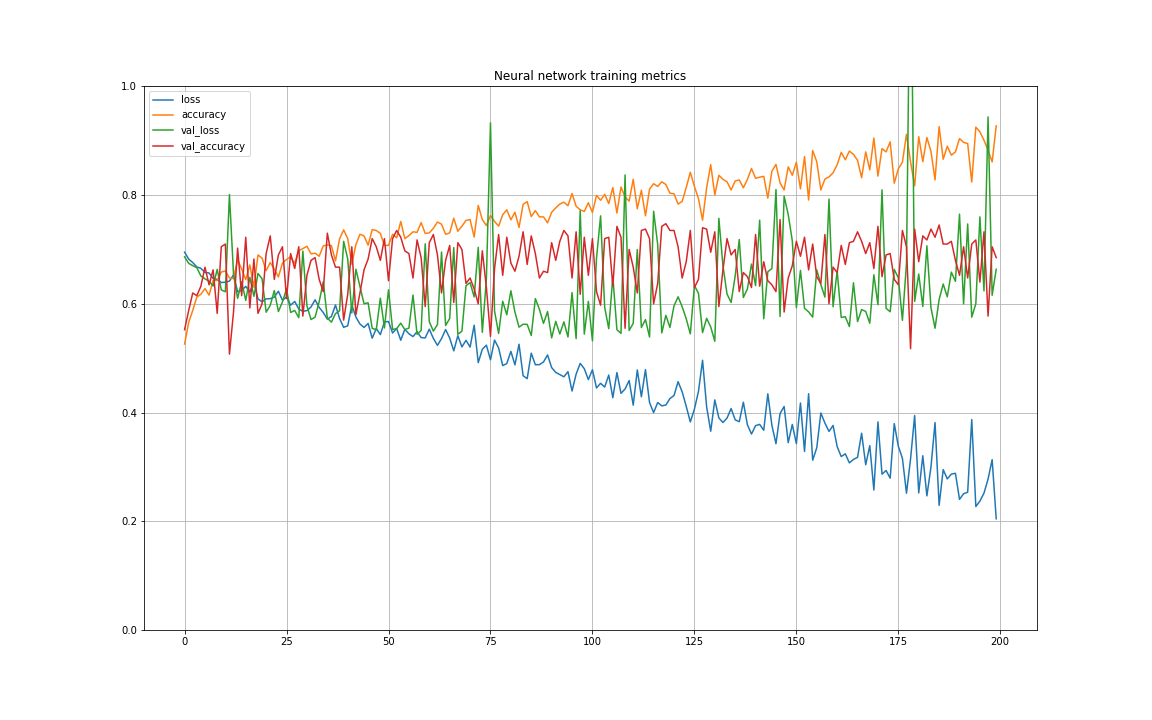 Neural network training metrics
1.0
loss
accuracy
val_loss
val_accuracy
0.8
0.6
0.4
0.2
0.0
0 25 50 75 100 125 150 175 200